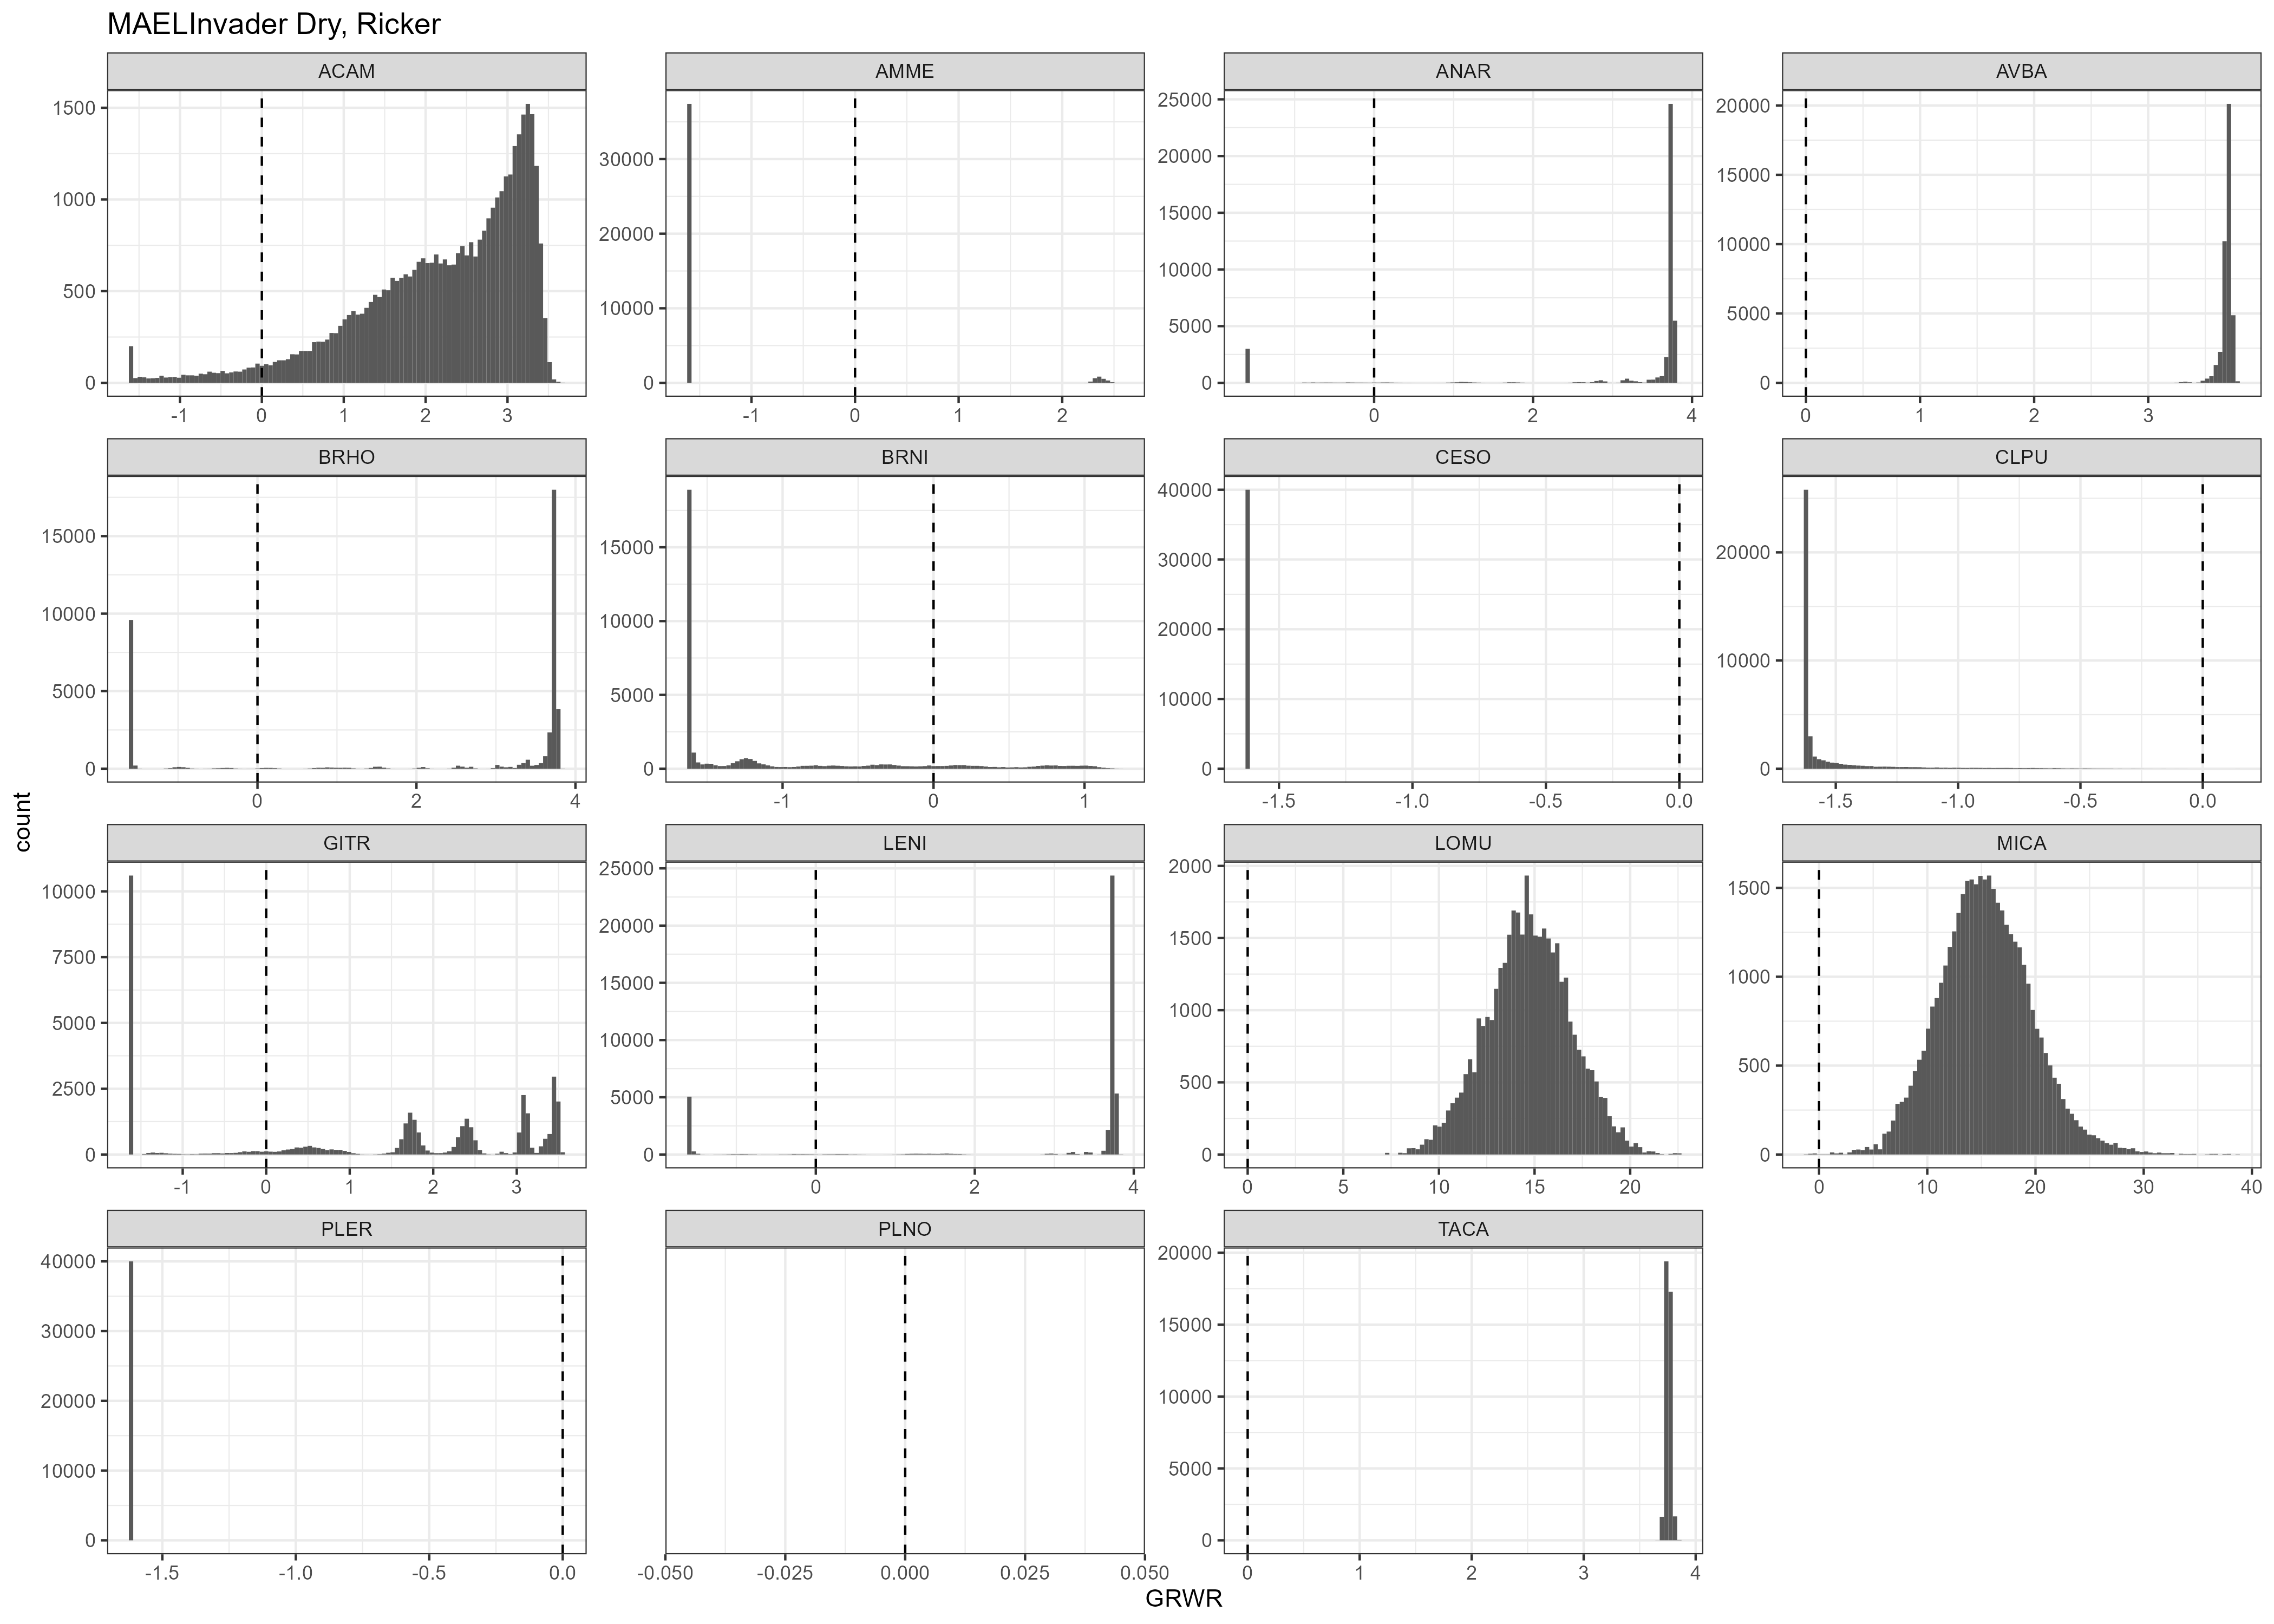 MAELInvader Dry, Ricker
ACAM AMME ANAR AVBA
1500 1000 500 0
30000 20000 10000 0
25000 20000 15000 10000 5000 0
20000 15000 10000 5000 0
-1 0 1 2 3
-1 0 1 2
0 2 4
0 1 2 3
BRHO BRNI CESO CLPU
15000 10000 5000 0
15000 10000 5000 0
40000 30000 20000 10000 0
20000 10000 0
0 2 4
-1 0 1
-1.5 -1.0 -0.5 0.0
-1.5 -1.0 -0.5 0.0
count
GITR LENI LOMU MICA
10000 7500 5000 2500 0
25000 20000 15000 10000 5000 0
2000 1500 1000 500 0
1500 1000 500 0
-1 0 1 2 3
0 2 4
0 5 10 15 20
0 10 20 30 40
PLER PLNO TACA
40000 30000 20000 10000 0
20000 15000 10000 5000 0
-1.5 -1.0 -0.5 0.0
-0.050 -0.025 0.000 0.025 0.050
0 1 2 3 4
GRWR